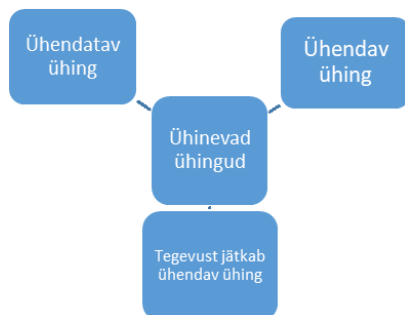 Ühendatav
ühing
Ühendav
ühing
Ühinevad
ühingud
Tegevust jätkab
ühendav ühing